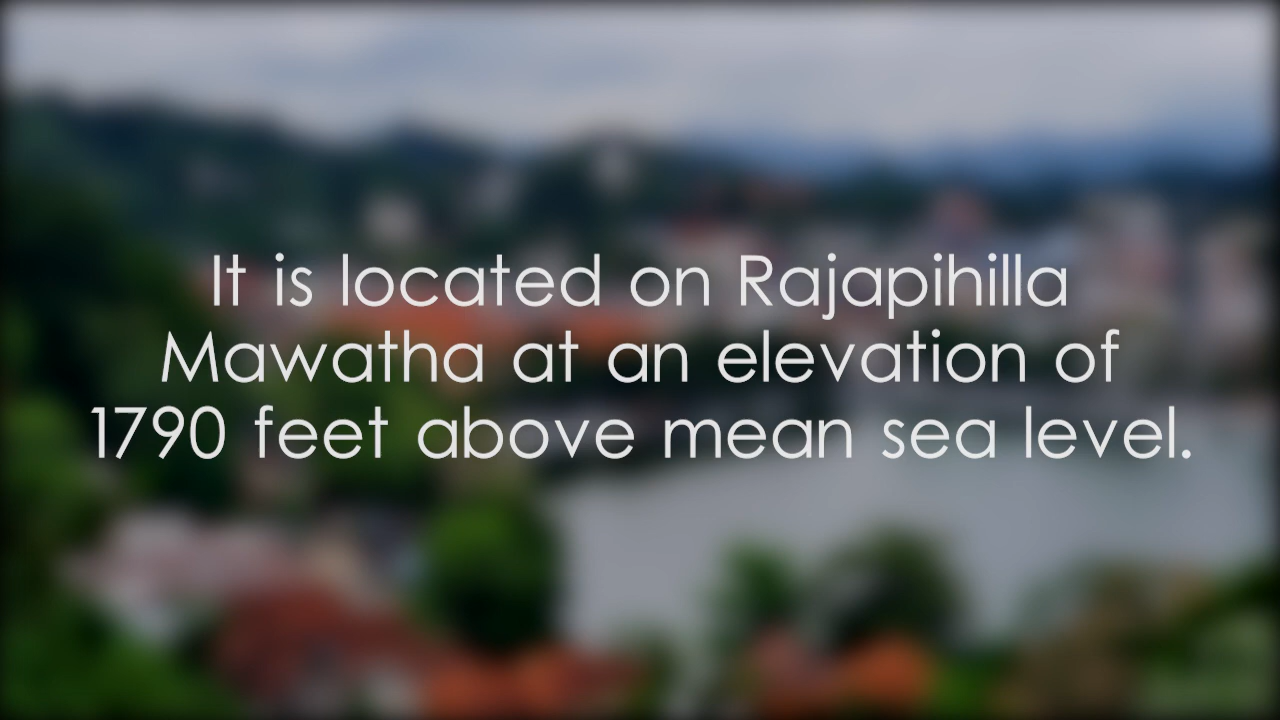 It is located on Rajapihilla
Mawatha at an elevation of
1790 feet above mean sea level.